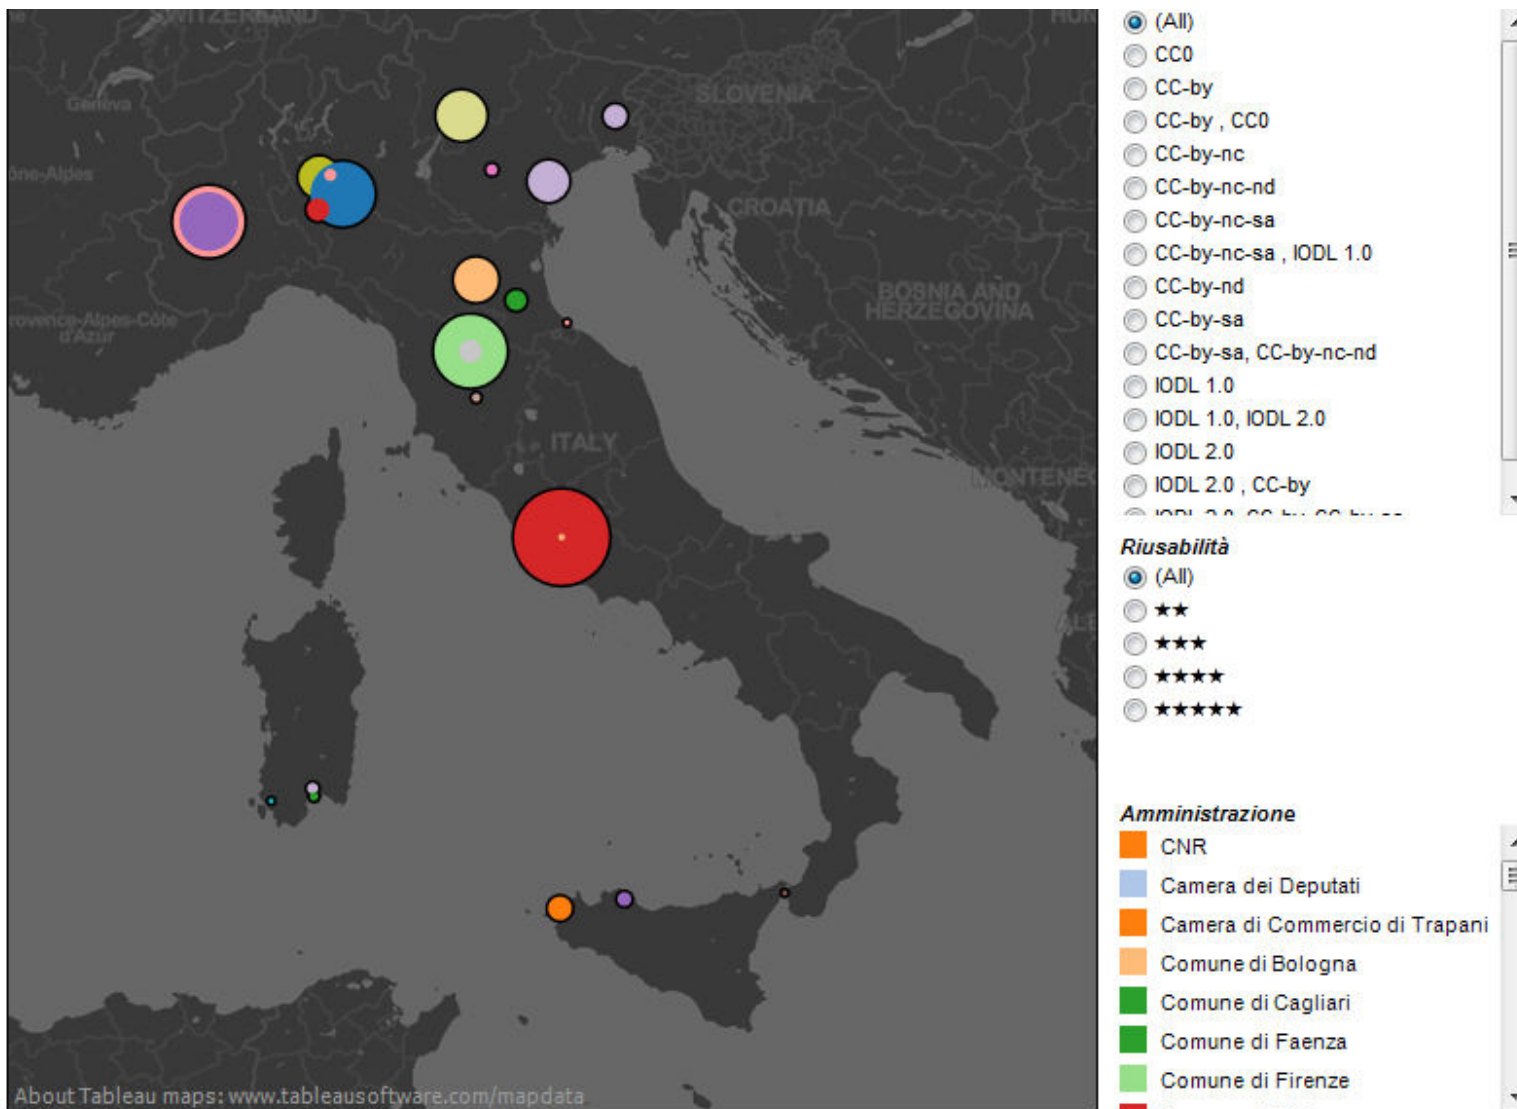 SWITZERLAND
HUN
Geneva
SLOVENIA
ône-Alpes
CROATIA
BOSNIA AND
HERZEGOVINA
rovence-Alpes-Côte
d'Azur
ITALY
MONTENEG
ALB
About Tableau maps: www.tableausoftware.com/mapdata
(All)
CC0
CC-by
CC-by , CC0
CC-by-nc
CC-by-nc-nd
CC-by-nc-sa
CC-by-nc-sa , IODL 1.0
CC-by-nd
CC-by-sa
CC-by-sa, CC-by-nc-nd
IODL 1.0
IODL 1.0, IODL 2.0
IODL 2.0
IODL 2.0 , CC-by
Riusabilità
(All)
★★
★★★
★★★★
★★★★★
Amministrazione
CNR
Camera dei Deputati
Camera di Commercio di Trapani
Comune di Bologna
Comune di Cagliari
Comune di Faenza
Comune di Firenze